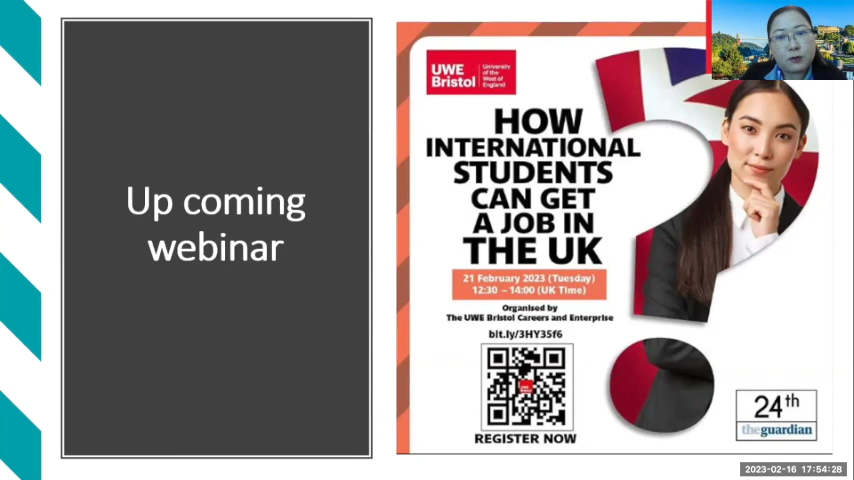 Up coming
webinar
UWE
Bristol
University
of the
West of
England
HOW
INTERNATIONAL
STUDENTS
CAN GET
A JOB IN
THE UK
21 February 2023 (Tuesday)
12:30 – 14:00 (UK Time)
Organised by
The UWE Bristol Careers and Enterprise
bit.ly/3HY35f6
REGISTER NOW
24th
theguardian
2023-02-16 17:54:28